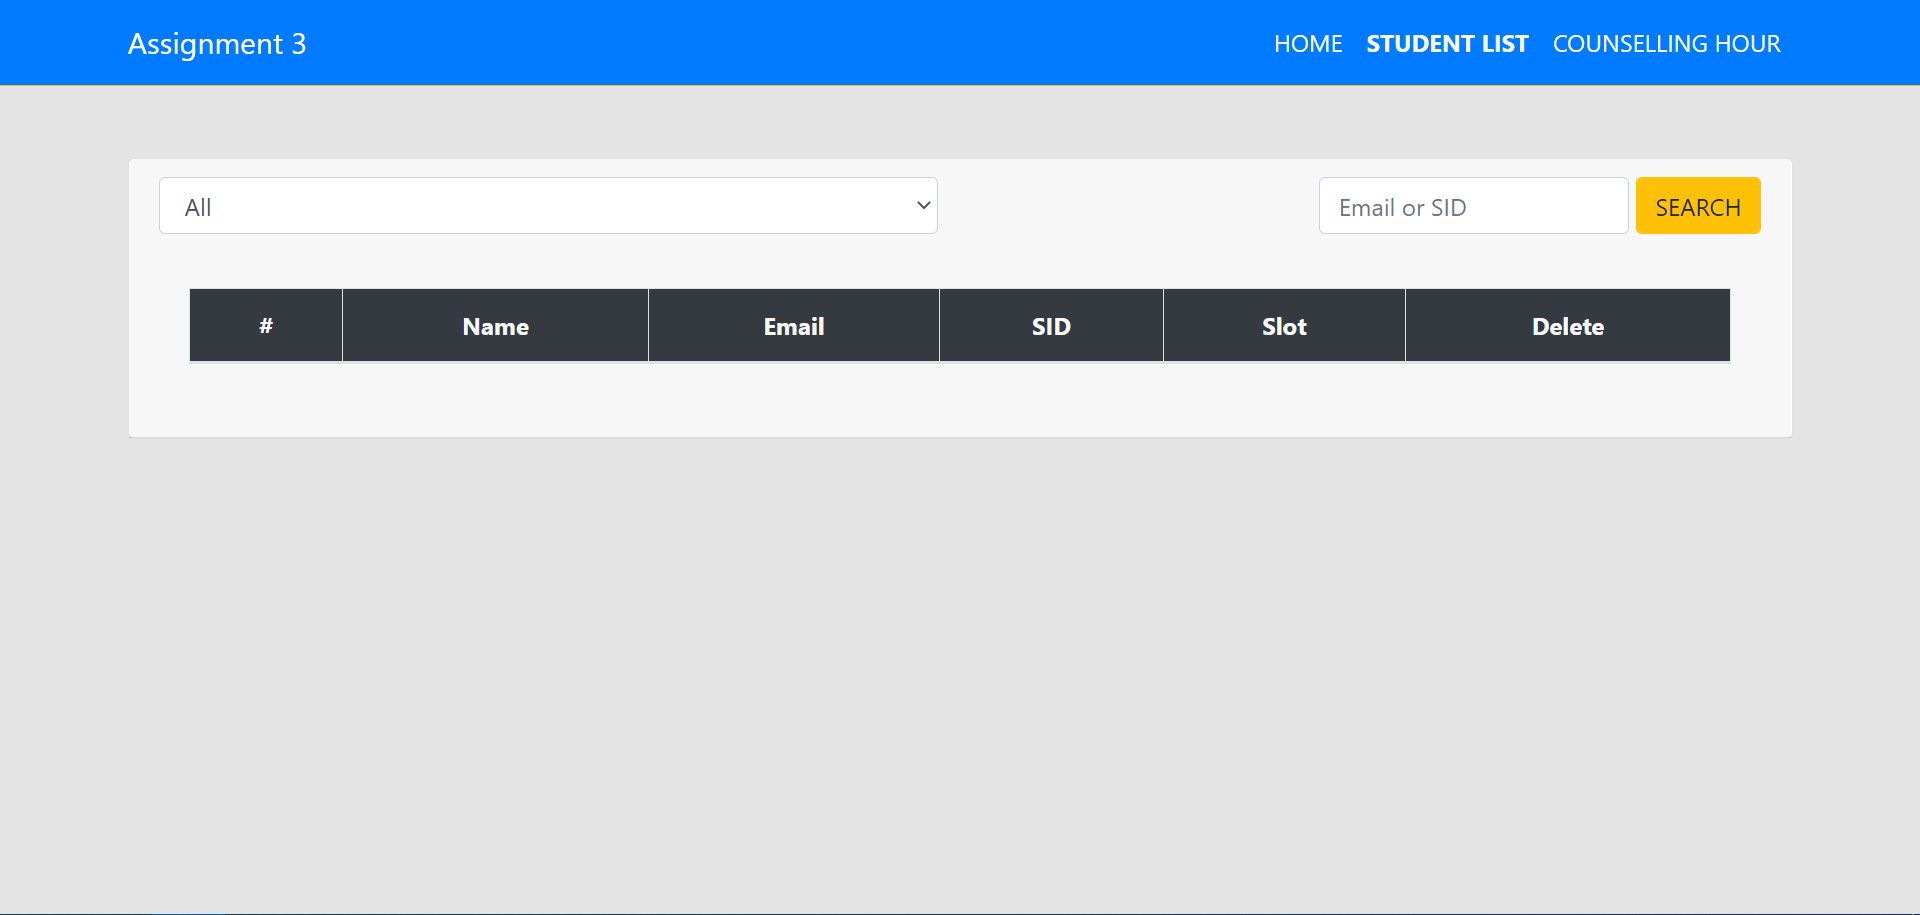 Assignment 3
HOME STUDENT LIST COUNSELLING HOUR
All
Email or SID
SEARCH
# Name Email SID Slot Delete